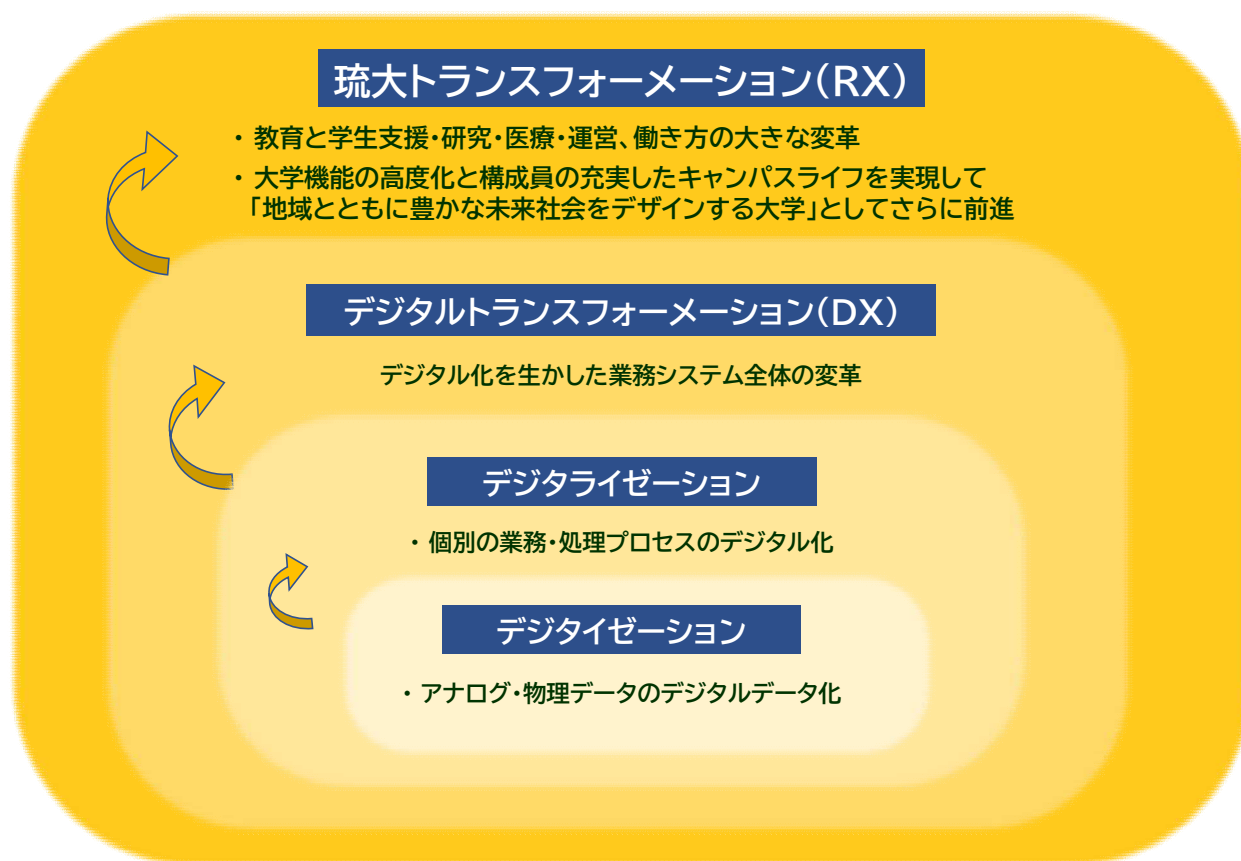 琉大トランスフォーメーション(RX)
・教育と学生支援・研究・医療・運営、働き方の大きな変革
・大学機能の高度化と構成員の充実したキャンパスライフを実現して
「地域とともに豊かな未来社会をデザインする大学」としてさらに前進
デジタルトランスフォーメーション(DX)
デジタル化を生かした業務システム全体の変革
デジタライゼーション
・個別の業務・処理プロセスのデジタル化
デジタイゼーション
・アナログ・物理データのデジタルデータ化